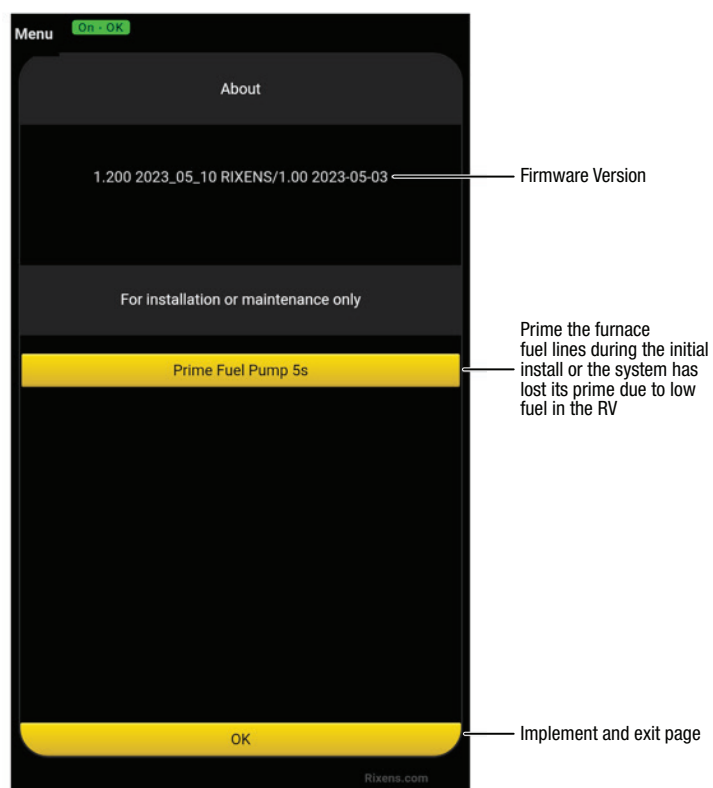 Menu
On - OK
About
1.200 2023_05_10 RIXENS/1.00 2023-05-03
Firmware Version
For installation or maintenance only
Prime Fuel Pump 5s
Prime the furnace
fuel lines during the initial
install or the system has
lost its prime due to low
fuel in the RV
OK
Implement and exit page
Rixens.com